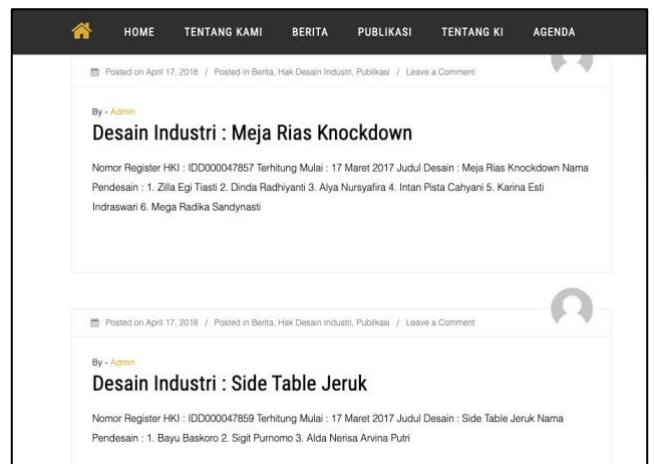 HOME TENTANG KAMI BERITA PUBLIKASI TENTANG KI AGENDA
Posted on April 17, 2018 / Posted in Berita, Hak Desain Industri, Publikasi / Leave a Comment
By - Admin
Desain Industri : Meja Rias Knockdown
Nomor Register HKI : IDD000047857 Terhitung Mulai : 17 Maret 2017 Judul Desain : Meja Rias Knockdown Nama
Pendesain : 1. Zilla Egi Tiasti 2. Dinda Radhiyanti 3. Alya Nursyafira 4. Intan Pista Cahyani 5. Karina Esti
Indraswari 6. Mega Radika Sandynasti
Posted on April 17, 2018 / Posted in Berita, Hak Desain Industri, Publikasi / Leave a Comment
By - Admin
Desain Industri : Side Table Jeruk
Nomor Register HKI : IDD000047859 Terhitung Mulai : 17 Maret 2017 Judul Desain : Side Table Jeruk Nama
Pendesain : 1. Bayu Baskoro 2. Sigit Purnomo 3. Alda Nerisa Arvina Putri